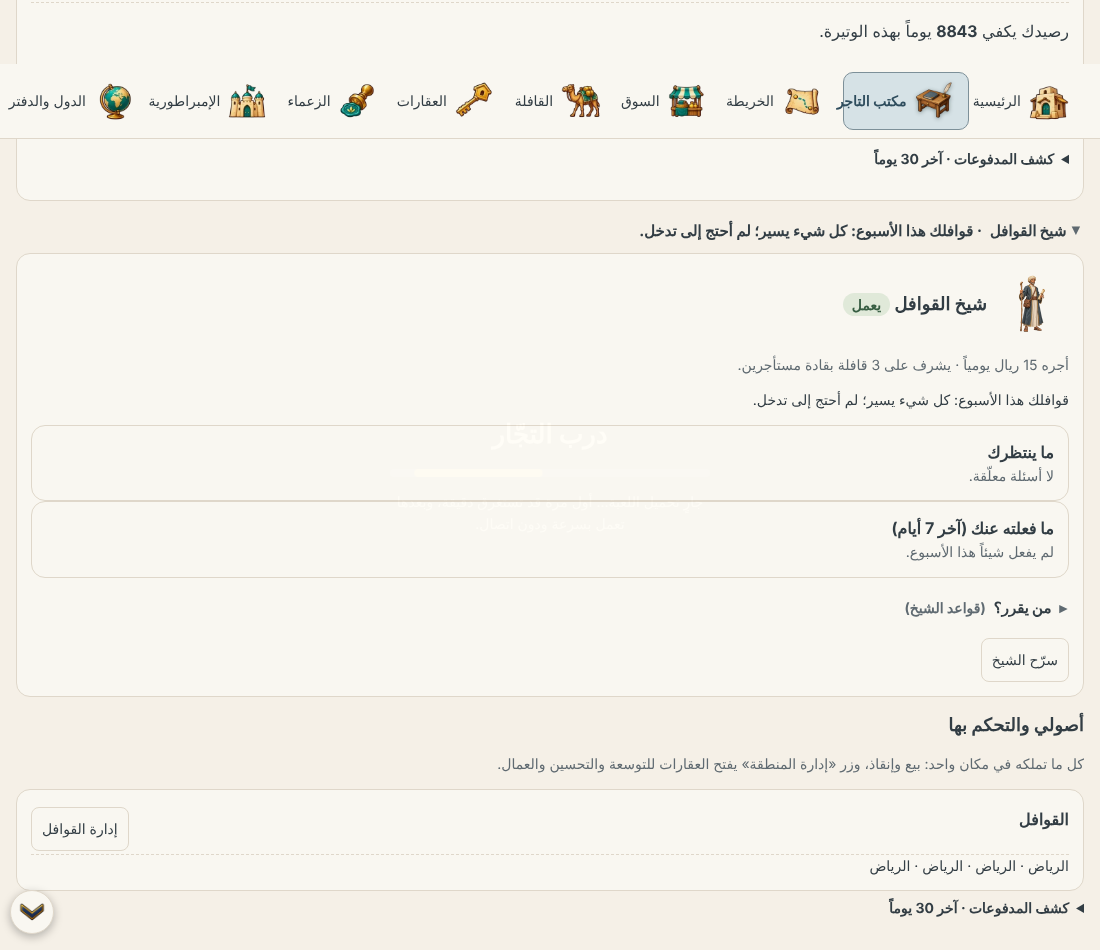 رصيدك يكفي 8843 يوماً بهذه الوتيرة.
الرئيسية
مكتب التاجر
الخريطة
السوق
القافلة
العقارات
الزعماء
الإمبراطورية
الدول والدفتر
كشف المدفوعات · آخر 30 يوماً
شيخ القوافل · قوافلك هذا الأسبوع: كل شيء يسير؛ لم أحتج إلى تدخل.
شيخ القوافل يعمل
أجره 15 ريال يومياً · يشرف على 3 قافلة بقادة مستأجرين.
قوافلك هذا الأسبوع: كل شيء يسير؛ لم أحتج إلى تدخل.
درب التجّار
ما ينتظرك
لا أسئلة معلّقة.
ما فعلته عنك (آخر 7 أيام)
لم يفعل شيئاً هذا الأسبوع.
من يقرر؟ (قواعد الشيخ)
سرّح الشيخ
أصولي والتحكم بها
كل ما تملكه في مكان واحد: بيع وإنقاذ، وزر «إدارة المنطقة» يفتح العقارات للتوسعة والتحسين والعمال.
القوافل
إدارة القوافل
الرياض · الرياض · الرياض · الرياض
كشف المدفوعات · آخر 30 يوماً